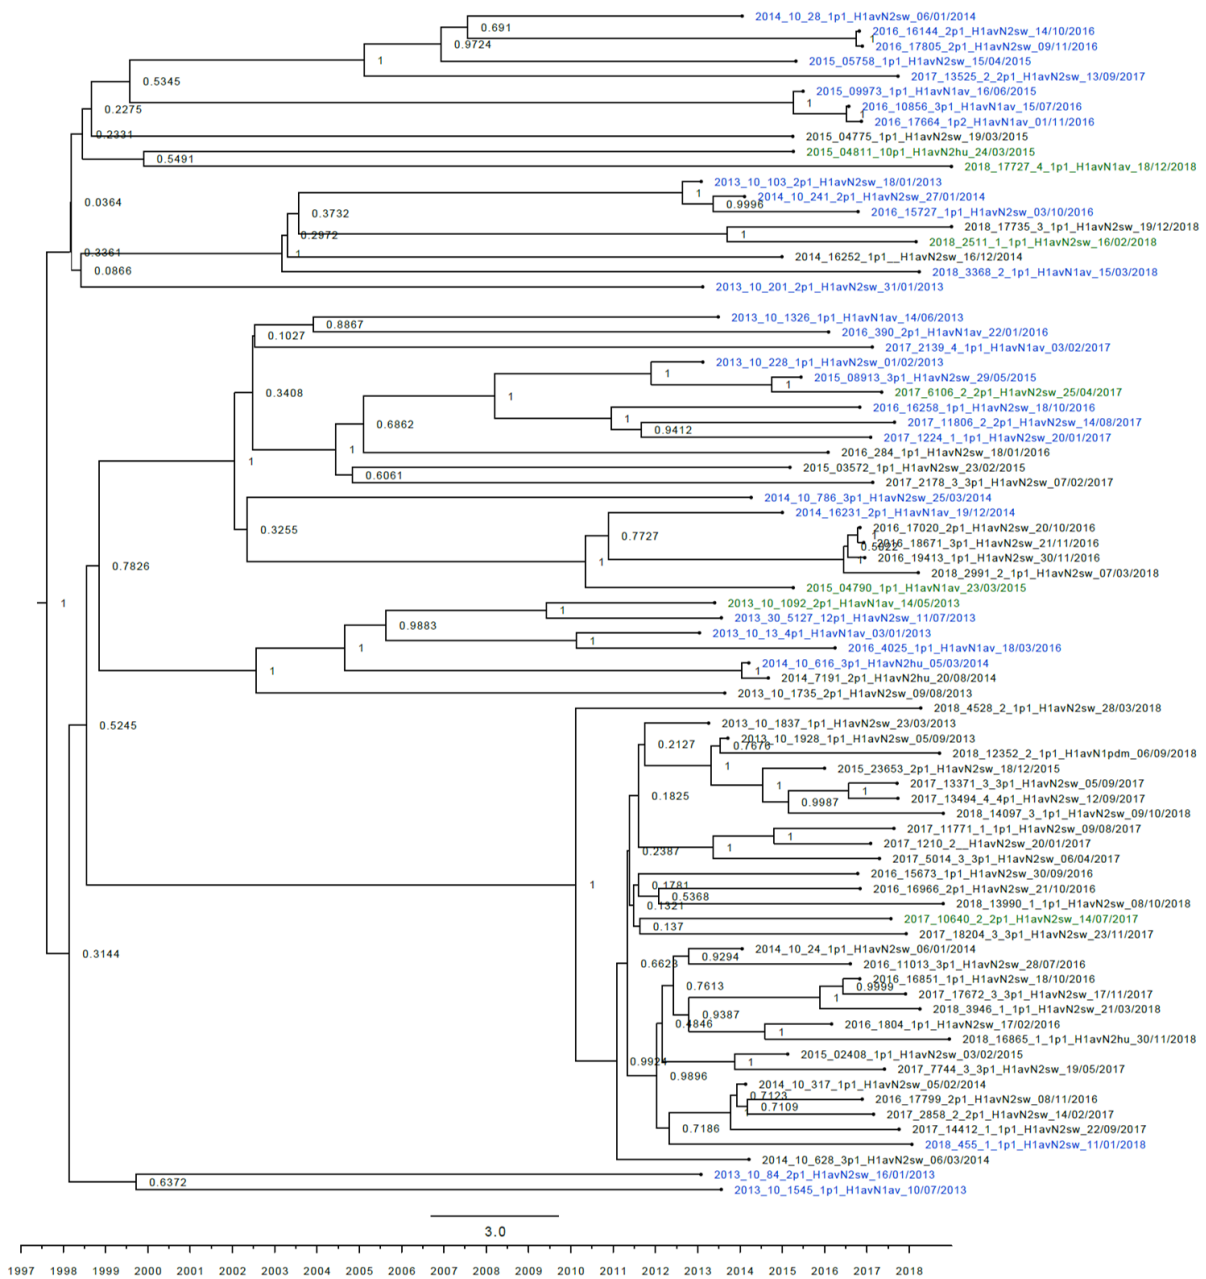 2014_10_28_1p1_H1avN2sw_06/01/2014
0.691
2016_16144_2p1_H1avN2sw_14/10/2016
1
0.9724
2016_17805_2p1_H1avN2sw_09/11/2016
1
2015_05758_1p1_H1avN2sw_15/04/2015
2017_13525_2_2p1_H1avN2sw_13/09/2017
0.5345
2015_09973_1p1_H1avN1av_16/06/2015
1
2016_10856_3p1_H1avN1av_15/07/2016
0.2275
1
2016_17664_1p2_H1avN1av_01/11/2016
0.2331
2015_04775_1p1_H1avN2sw_19/03/2015
2015_04811_10p1_H1avN2hu_24/03/2015
0.5491
2018_17727_4_1p1_H1avN1av_18/12/2018
2013_10_103_2p1_H1avN2sw_18/01/2013
1
2014_10_241_2p1_H1avN2sw_27/01/2014
0.0364
0.9996
0.3732
2016_15727_1p1_H1avN2sw_03/10/2016
2018_17735_3_1p1_H1avN2sw_19/12/2018
0.2972
1
2018_2511_1_1p1_H1avN2sw_16/02/2018
0.3361
1
2014_16252_1p1__H1avN2sw_16/12/2014
0.0866
2018_3368_2_1p1_H1avN1av_15/03/2018
2013_10_201_2p1_H1avN2sw_31/01/2013
2013_10_1326_1p1_H1avN1av_14/06/2013
0.8867
2016_390_2p1_H1avN1av_22/01/2016
0.1027
2017_2139_4_1p1_H1avN1av_03/02/2017
2013_10_228_1p1_H1avN2sw_01/02/2013
1
2015_08913_3p1_H1avN2sw_29/05/2015
1
0.3408
2017_6106_2_2p1_H1avN2sw_25/04/2017
1
2016_16258_1p1_H1avN2sw_18/10/2016
1
0.6862
2017_11806_2_2p1_H1avN2sw_14/08/2017
0.9412
2017_1224_1_1p1_H1avN2sw_20/01/2017
1
2016_284_1p1_H1avN2sw_18/01/2016
1
2015_03572_1p1_H1avN2sw_23/02/2015
0.6061
2017_2178_3_3p1_H1avN2sw_07/02/2017
2014_10_786_3p1_H1avN2sw_25/03/2014
2014_16231_2p1_H1avN1av_19/12/2014
0.3255
2016_17020_2p1_H1avN2sw_20/10/2016
0.7727
1
2016_18671_3p1_H1avN2sw_21/11/2016
1
1
2016_19413_1p1_H1avN2sw_30/11/2016
0.7826
2018_2991_2_1p1_H1avN2sw_07/03/2018
2015_04790_1p1_H1avN1av_23/03/2015
1
2013_10_1092_2p1_H1avN1av_14/05/2013
1
2013_30_5127_12p1_H1avN2sw_11/07/2013
0.9883
2013_10_13_4p1_H1avN1av_03/01/2013
1
1
2016_4025_1p1_H1avN1av_18/03/2016
2014_10_616_3p1_H1avN2hu_05/03/2014
1
1
2014_7191_2p1_H1avN2hu_20/08/2014
2013_10_1735_2p1_H1avN2sw_09/08/2013
2018_4528_2_1p1_H1avN2sw_28/03/2018
0.5245
2013_10_1837_1p1_H1avN2sw_23/03/2013
2013_10_1928_1p1_H1avN2sw_05/09/2013
0.2127
0.7676
2018_12352_2_1p1_H1avN1pdm_06/09/2018
1
2015_23653_2p1_H1avN2sw_18/12/2015
1
2017_13371_3_3p1_H1avN2sw_05/09/2017
1
0.1825
2017_13494_4_4p1_H1avN2sw_12/09/2017
0.9987
2018_14097_3_1p1_H1avN2sw_09/10/2018
2017_11771_1_1p1_H1avN2sw_09/08/2017
1
2017_1210_2__H1avN2sw_20/01/2017
0.2387
1
2017_5014_3_3p1_H1avN2sw_06/04/2017
2016_15673_1p1_H1avN2sw_30/09/2016
1
0.1781
2016_16966_2p1_H1avN2sw_21/10/2016
0.5368
0.1321
2018_13990_1_1p1_H1avN2sw_08/10/2018
2017_10640_2_2p1_H1avN2sw_14/07/2017
0.137
2017_18204_3_3p1_H1avN2sw_23/11/2017
0.3144
2014_10_24_1p1_H1avN2sw_06/01/2014
0.9294
0.6623
2016_11013_3p1_H1avN2sw_28/07/2016
2016_16851_1p1_H1avN2sw_18/10/2016
0.7613
0.9999
2017_17672_3_3p1_H1avN2sw_17/11/2017
1
2018_3946_1_1p1_H1avN2sw_21/03/2018
0.9387
0.4846
2016_1804_1p1_H1avN2sw_17/02/2016
1
2018_16865_1_1p1_H1avN2hu_30/11/2018
2015_02408_1p1_H1avN2sw_03/02/2015
0.9924
1
2017_7744_3_3p1_H1avN2sw_19/05/2017
0.9896
2014_10_317_1p1_H1avN2sw_05/02/2014
0.7123
2016_17799_2p1_H1avN2sw_08/11/2016
0.7109
2017_2858_2_2p1_H1avN2sw_14/02/2017
1
0.7186
2017_14412_1_1p1_H1avN2sw_22/09/2017
2018_455_1_1p1_H1avN2sw_11/01/2018
2014_10_628_3p1_H1avN2sw_06/03/2014
2013_10_84_2p1_H1avN2sw_16/01/2013
0.6372
2013_10_1545_1p1_H1avN1av_10/07/2013
3.0
1997 1998 1999 2000 2001 2002 2003 2004 2005 2006 2007 2008 2009 2010 2011 2012 2013 2014 2015 2016 2017 2018